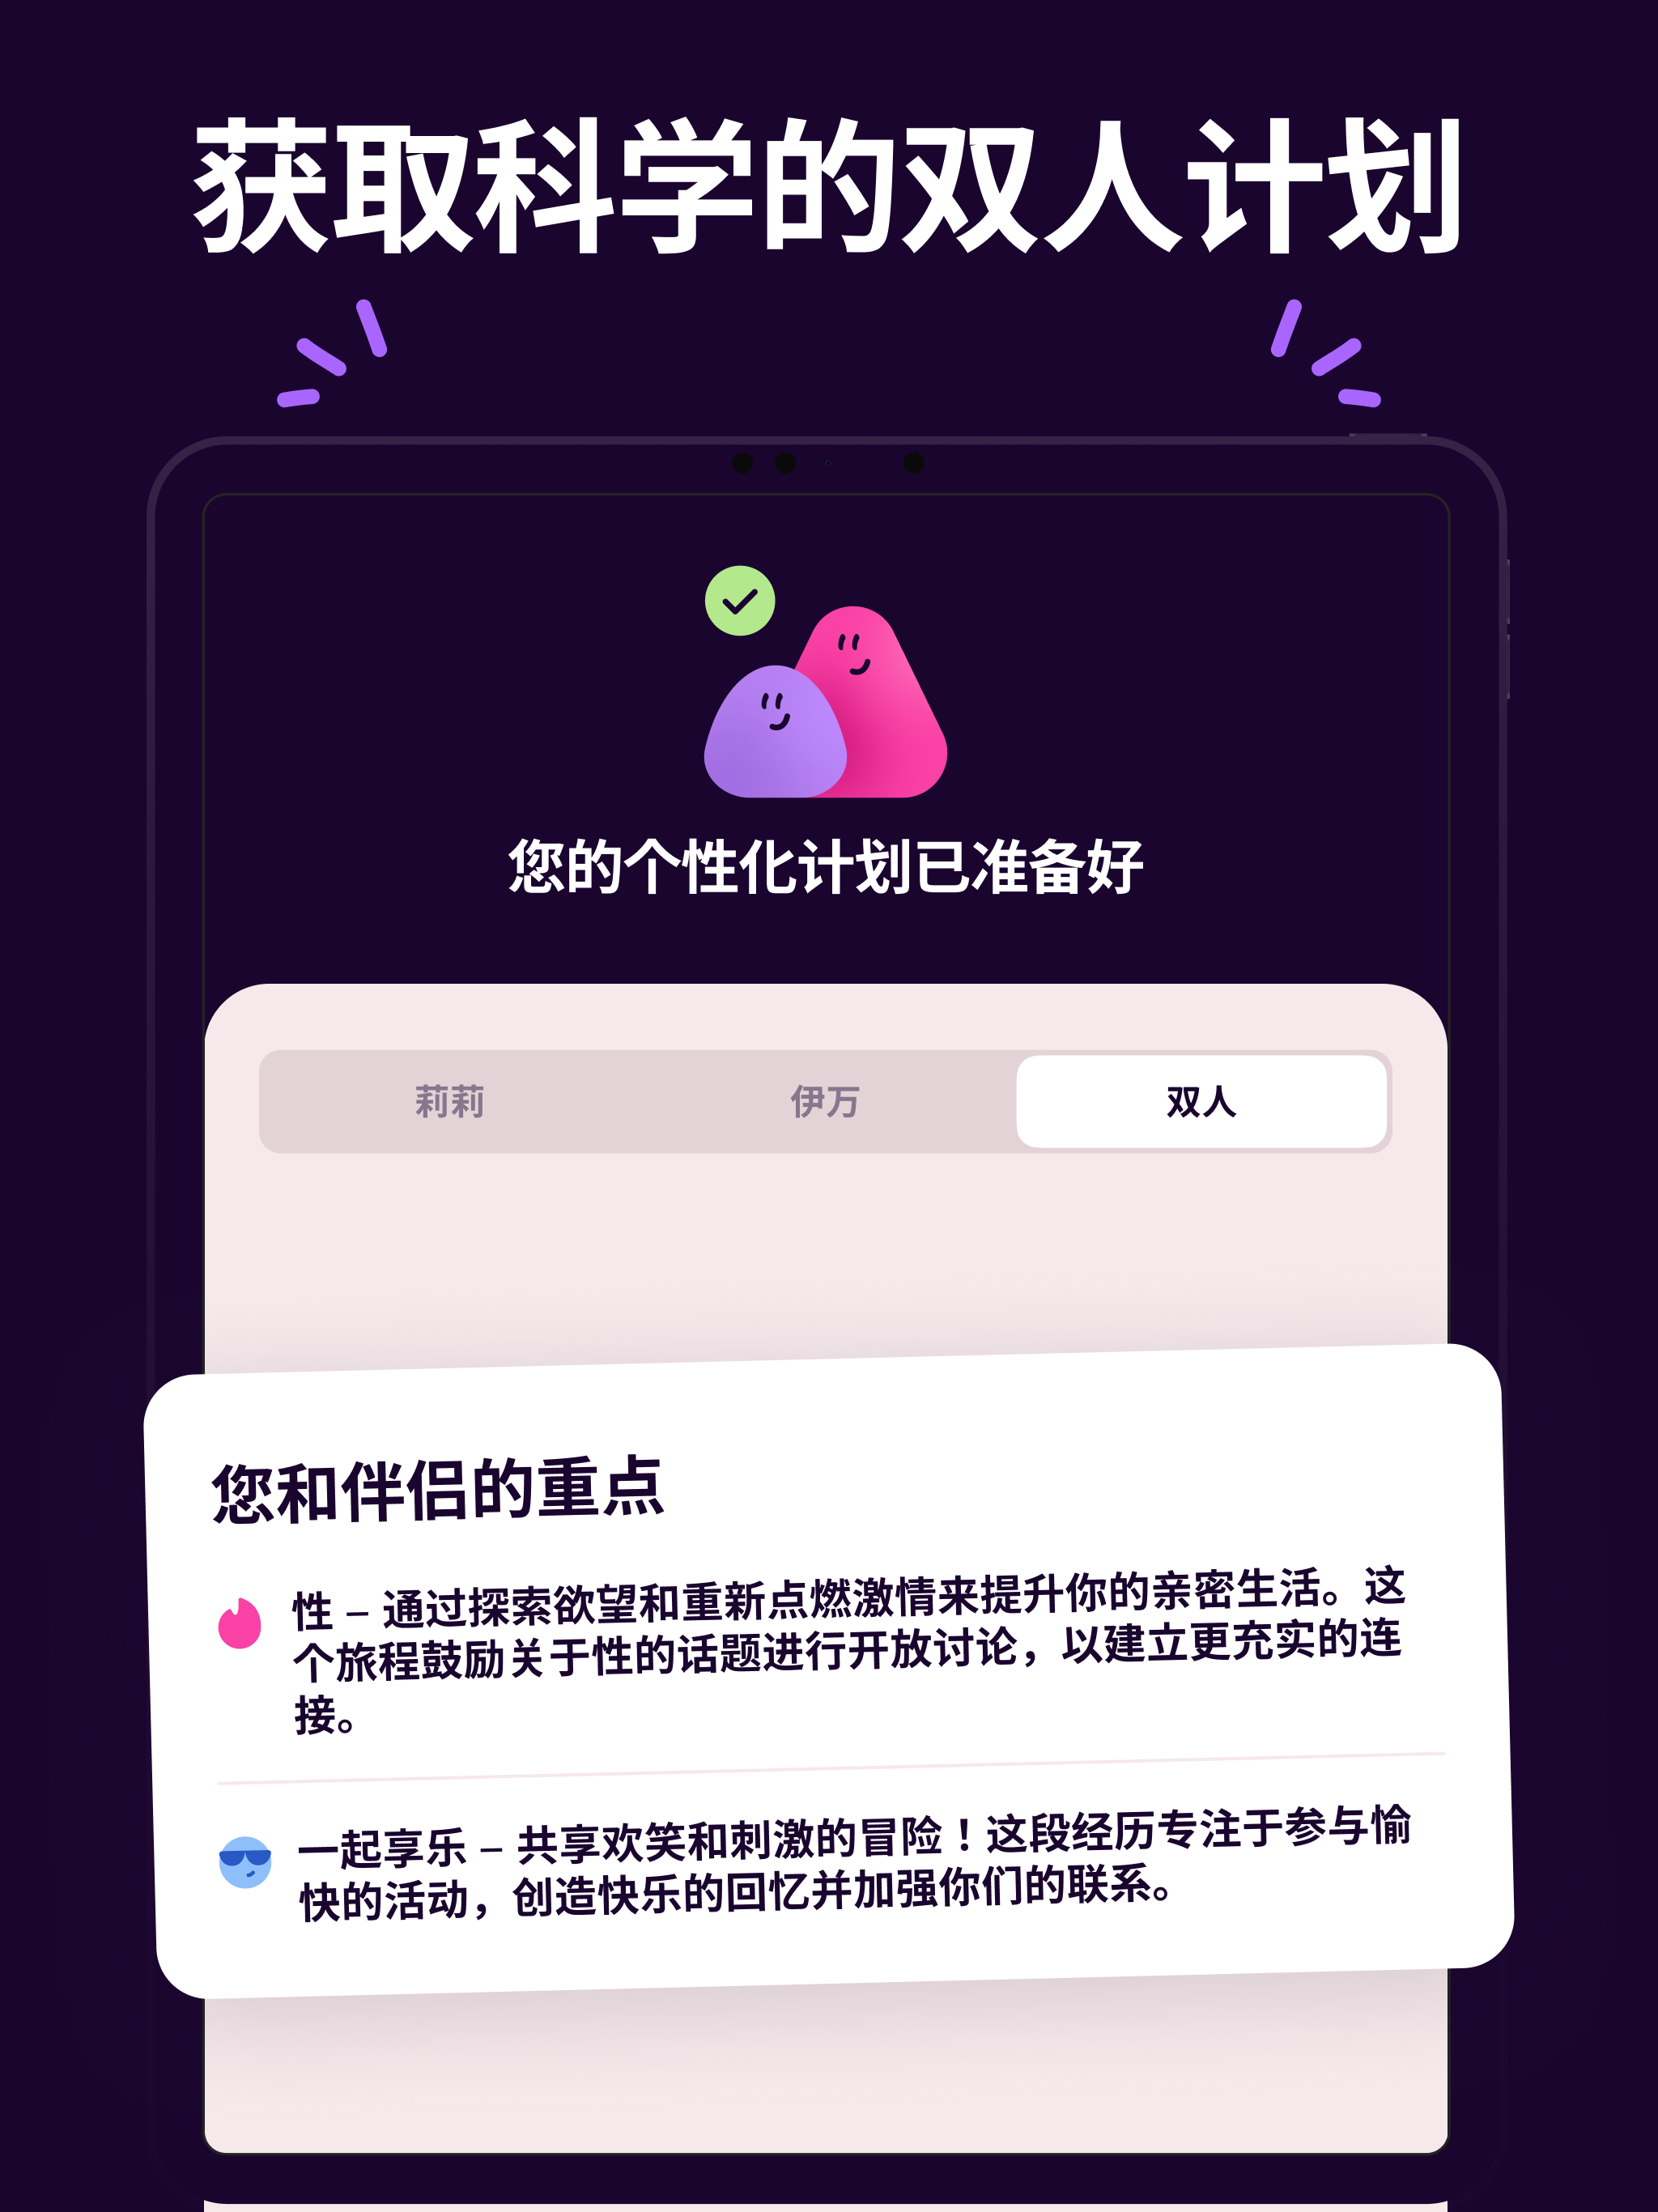 获取科学的双人计划
您的个性化计划已准备好
莉莉
伊万
双人
您和伴侣的重点
性 – 通过探索欲望和重新点燃激情来提升你的亲密生活。这
个旅程鼓励关于性的话题进行开放讨论，以建立更充实的连
接。
一起享乐 – 共享欢笑和刺激的冒险！这段经历专注于参与愉
快的活动，创造快乐的回忆并加强你们的联系。